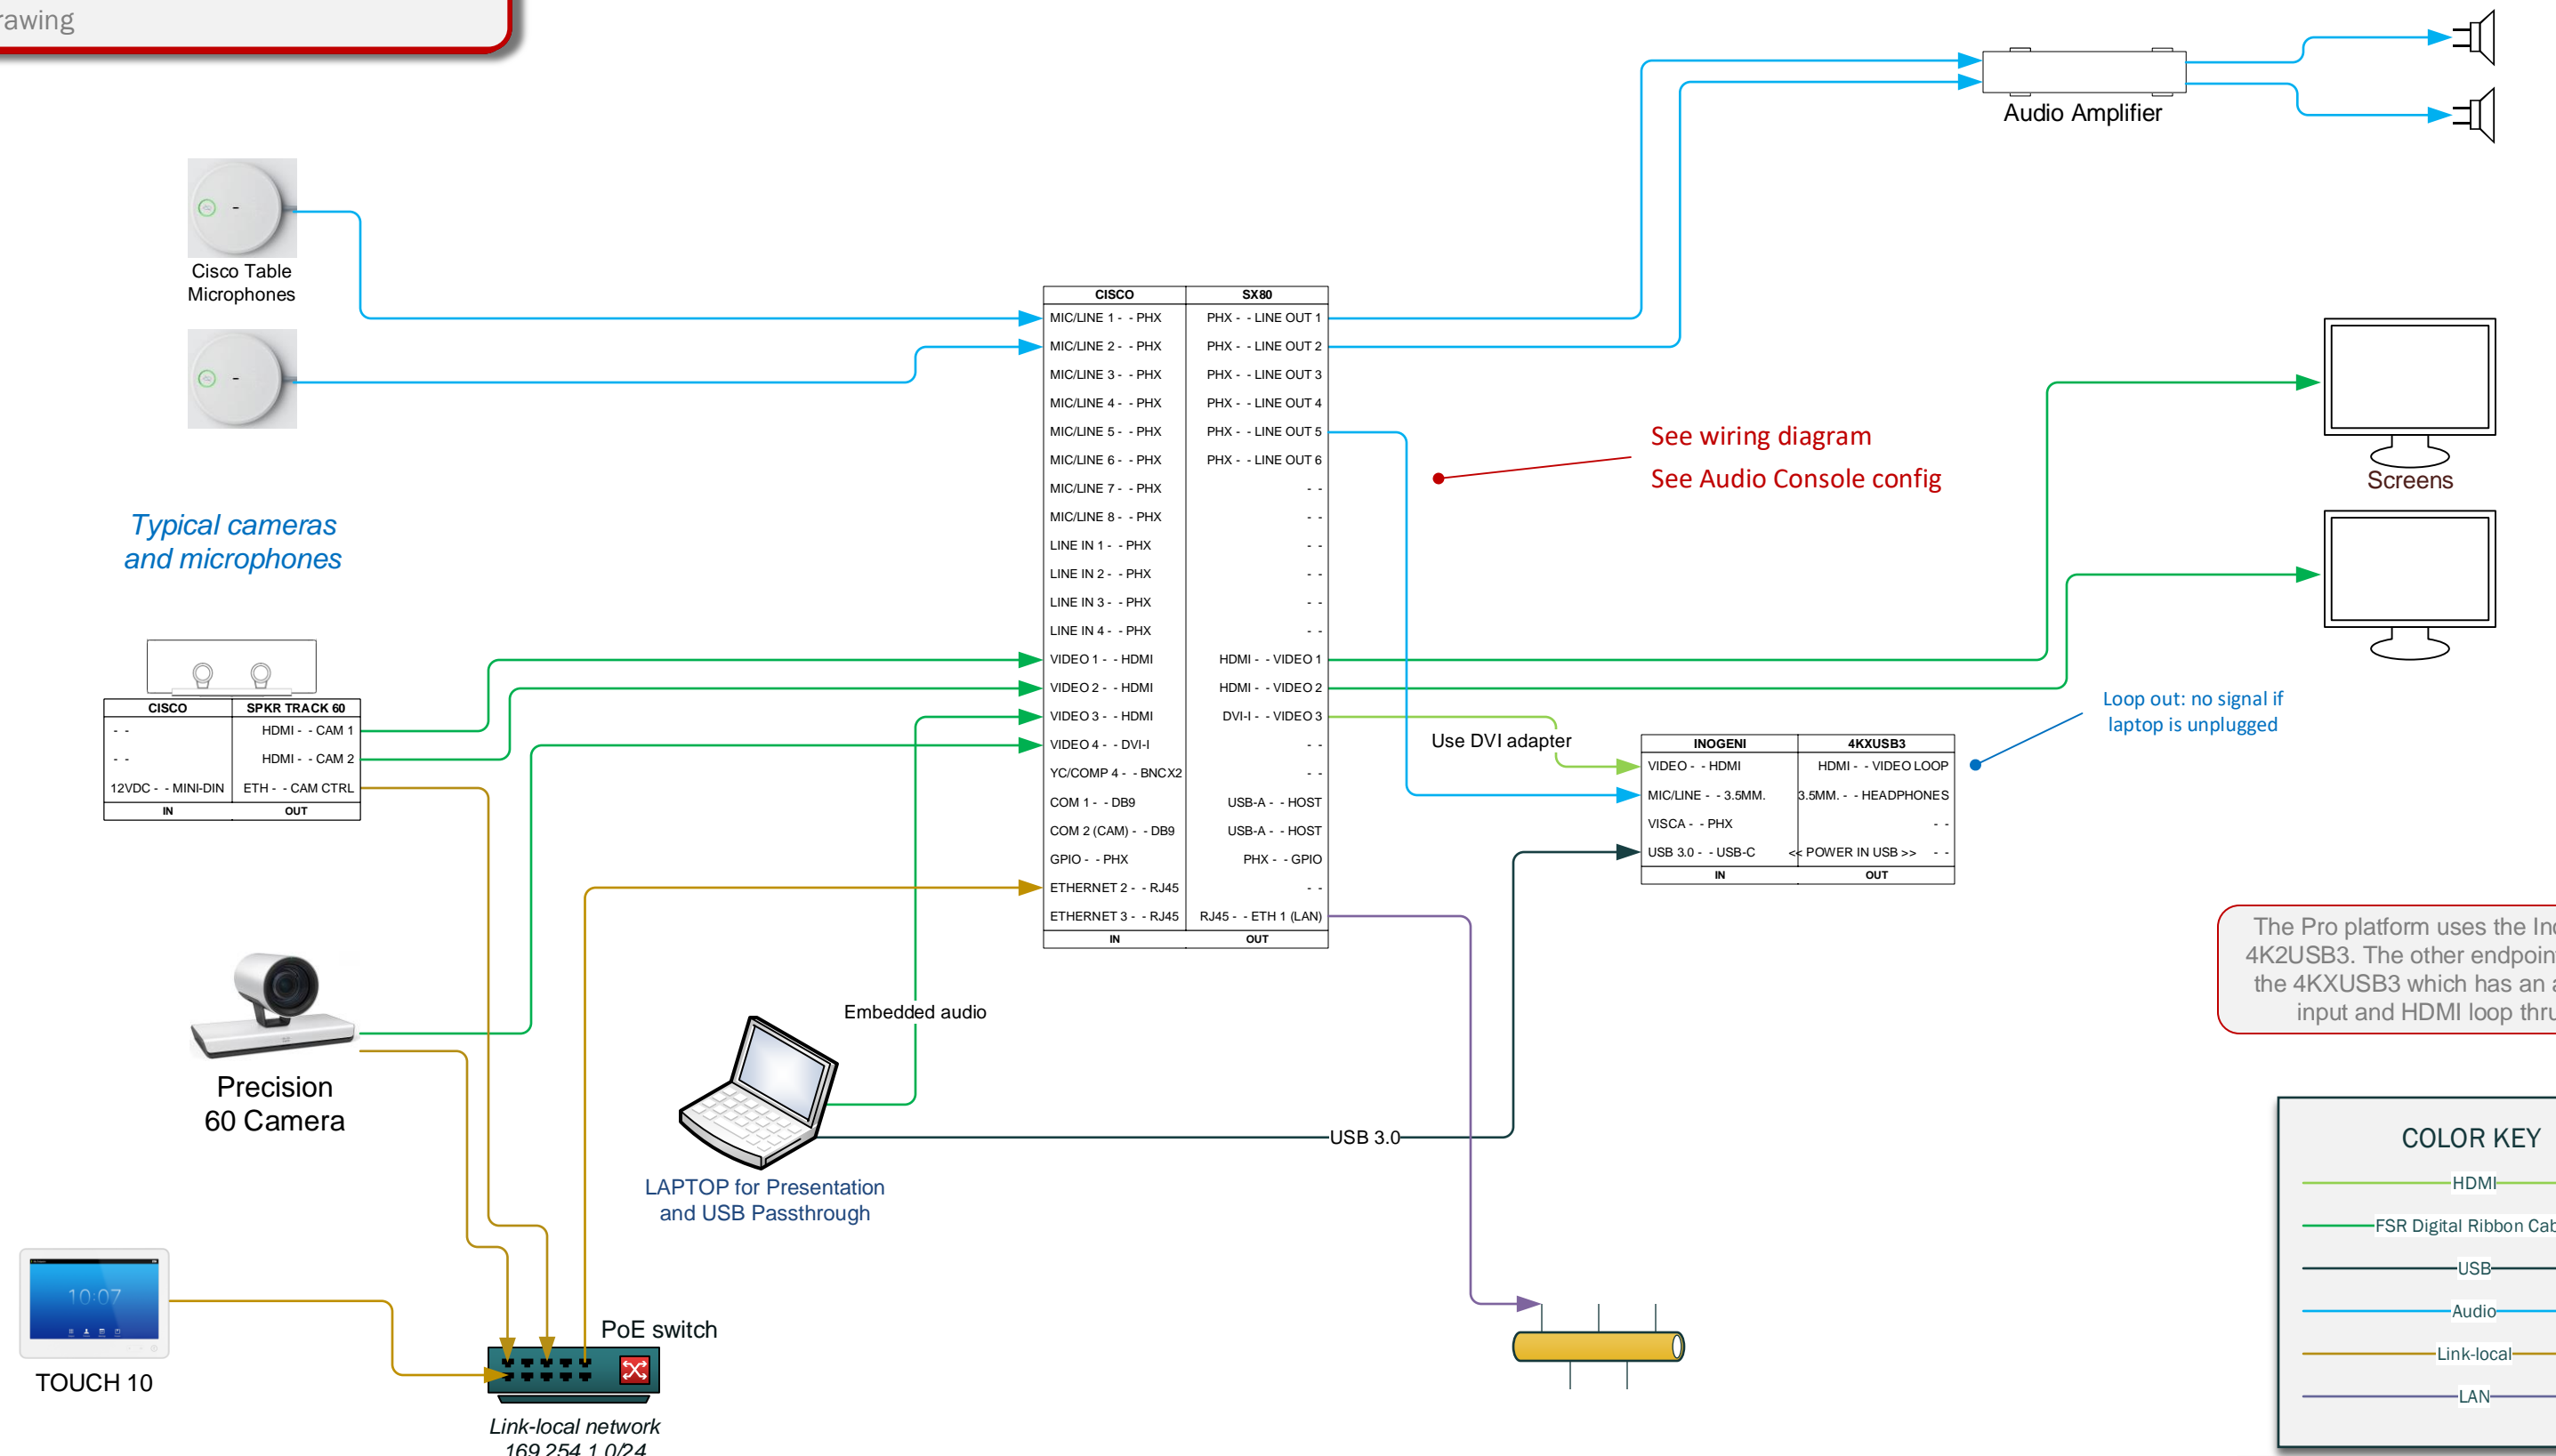 rawing
Audio Amplifier
Cisco Table
Microphones
CISCO SX80
MIC/LINE 1 - - PHX PHX - - LINE OUT 1
MIC/LINE 2 - - PHX PHX - - LINE OUT 2
MIC/LINE 3 - - PHX PHX - - LINE OUT 3
MIC/LINE 4 - - PHX PHX - - LINE OUT 4
MIC/LINE 5 - - PHX PHX - - LINE OUT 5
MIC/LINE 6 - - PHX PHX - - LINE OUT 6
MIC/LINE 7 - - PHX - -
MIC/LINE 8 - - PHX - -
LINE IN 1 - - PHX - -
LINE IN 2 - - PHX - -
LINE IN 3 - - PHX - -
LINE IN 4 - - PHX - -
VIDEO 1 - - HDMI HDMI - - VIDEO 1
VIDEO 2 - - HDMI HDMI - - VIDEO 2
VIDEO 3 - - HDMI DVI-I - - VIDEO 3
VIDEO 4 - - DVI-I - -
YC/COMP 4 - - BNCX2 - -
COM 1 - - DB9 USB-A - - HOST
COM 2 (CAM) - - DB9 USB-A - - HOST
GPIO - - PHX PHX - - GPIO
ETHERNET 2 - - RJ45 - -
ETHERNET 3 - - RJ45 RJ45 - - ETH 1 (LAN)
IN OUT
See wiring diagram
See Audio Console config
Screens
Typical cameras
and microphones
CISCO SPKR TRACK 60
- - HDMI - - CAM 1
- - HDMI - - CAM 2
12VDC - - MINI-DIN ETH - - CAM CTRL
IN OUT
Loop out: no signal if
laptop is unplugged
Use DVI adapter
INOGENI 4KXUSB3
VIDEO - - HDMI HDMI - - VIDEO LOOP
MIC/LINE - - 3.5MM. 3.5MM. - - HEADPHONES
VISCA - - PHX - -
USB 3.0 - - USB-C << POWER IN USB >> - -
IN OUT
The Pro platform uses the Ino
4K2USB3. The other endpoint
the 4KXUSB3 which has an a
input and HDMI loop thru
Precision
60 Camera
Embedded audio
USB 3.0
LAPTOP for Presentation
and USB Passthrough
COLOR KEY
HDMI
FSR Digital Ribbon Cab
USB
Audio
Link-local
LAN
10:07
TOUCH 10
PoE switch
Link-local network
169.254.1.0/24